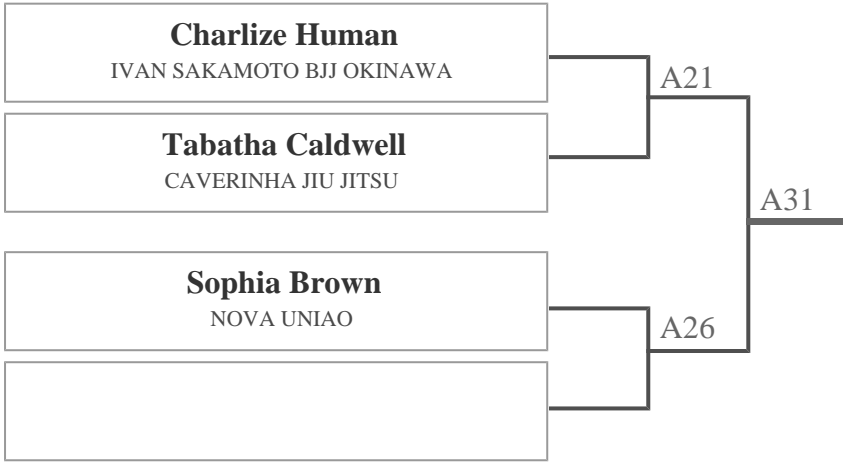 Charlize Human
IVAN SAKAMOTO BJJ OKINAWA
A21
Tabatha Caldwell
CAVERINHA JIU JITSU
A31
Sophia Brown
NOVA UNIAO
A26